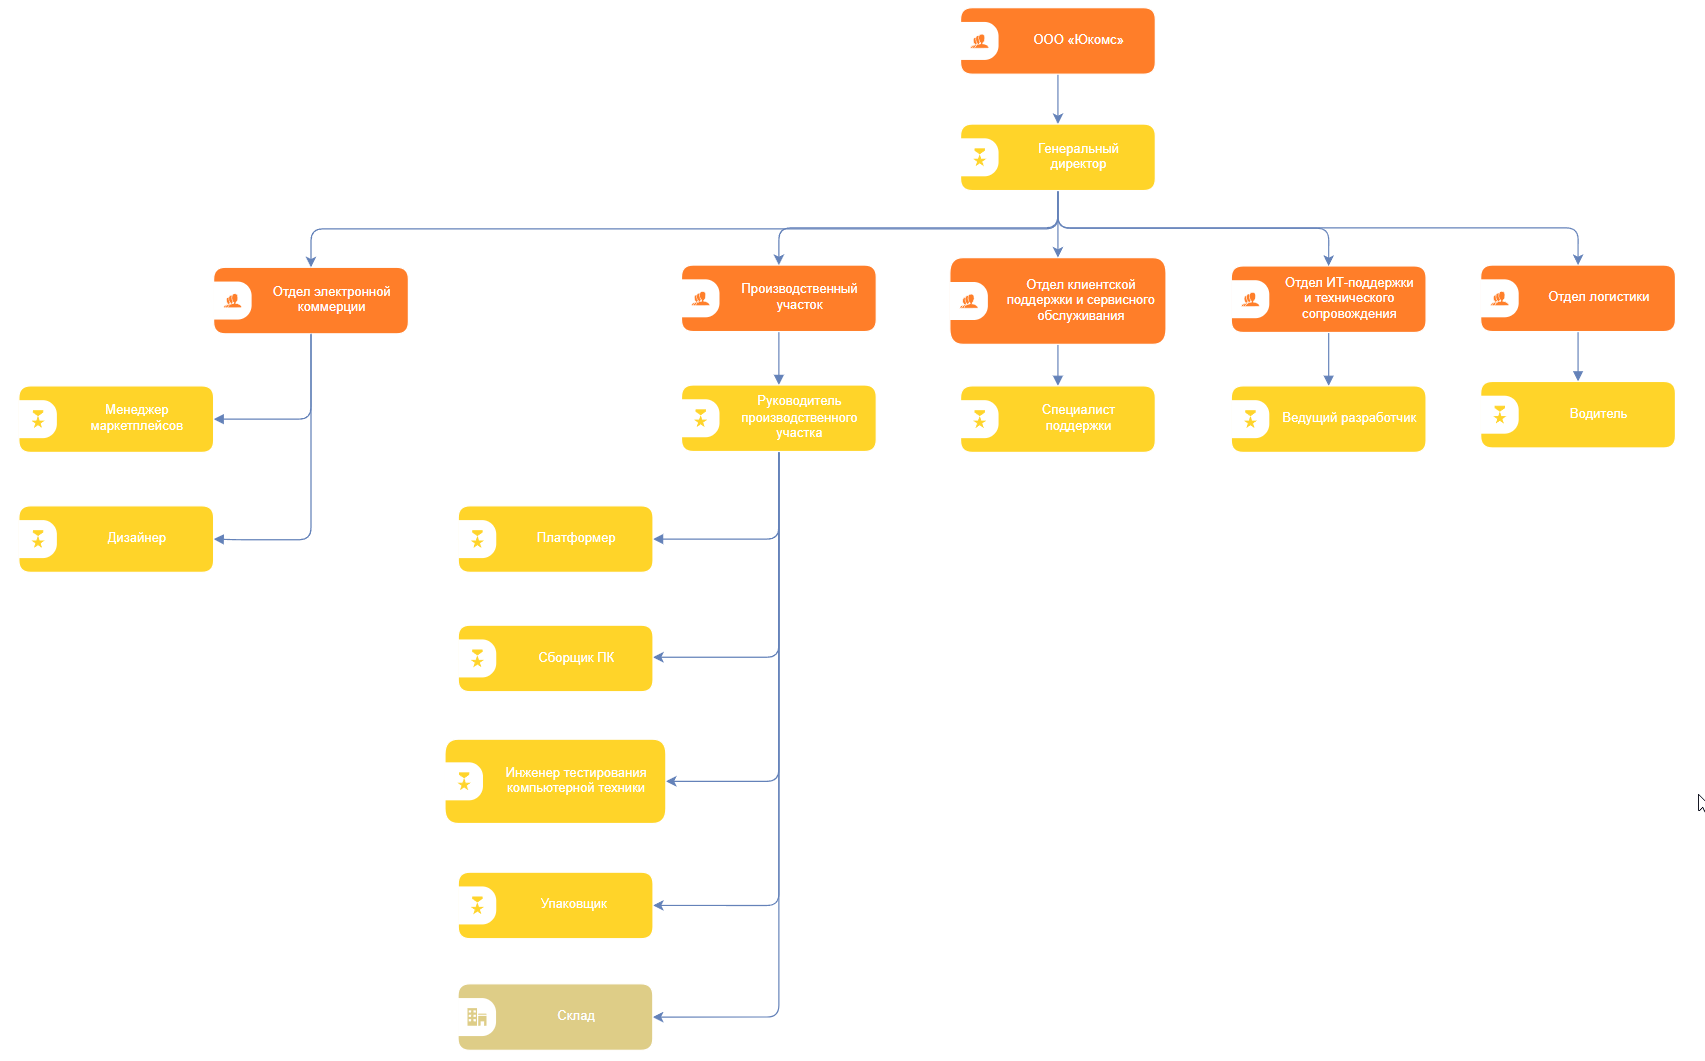 ООО «Юкомс»
Генеральный
директор
Отдел электронной
коммерции
Производственный
участок
Отдел клиентской
поддержки и сервисного
обслуживания
Отдел ИТ-поддержки
и технического
сопровождения
Отдел логистики
Менеджер
маркетплейсов
Руководитель
производственного
участка
Специалист
поддержки
Ведущий разработчик
Водитель
Дизайнер
Платформер
Сборщик ПК
Инженер тестирования
компьютерной техники
Упаковщик
Склад